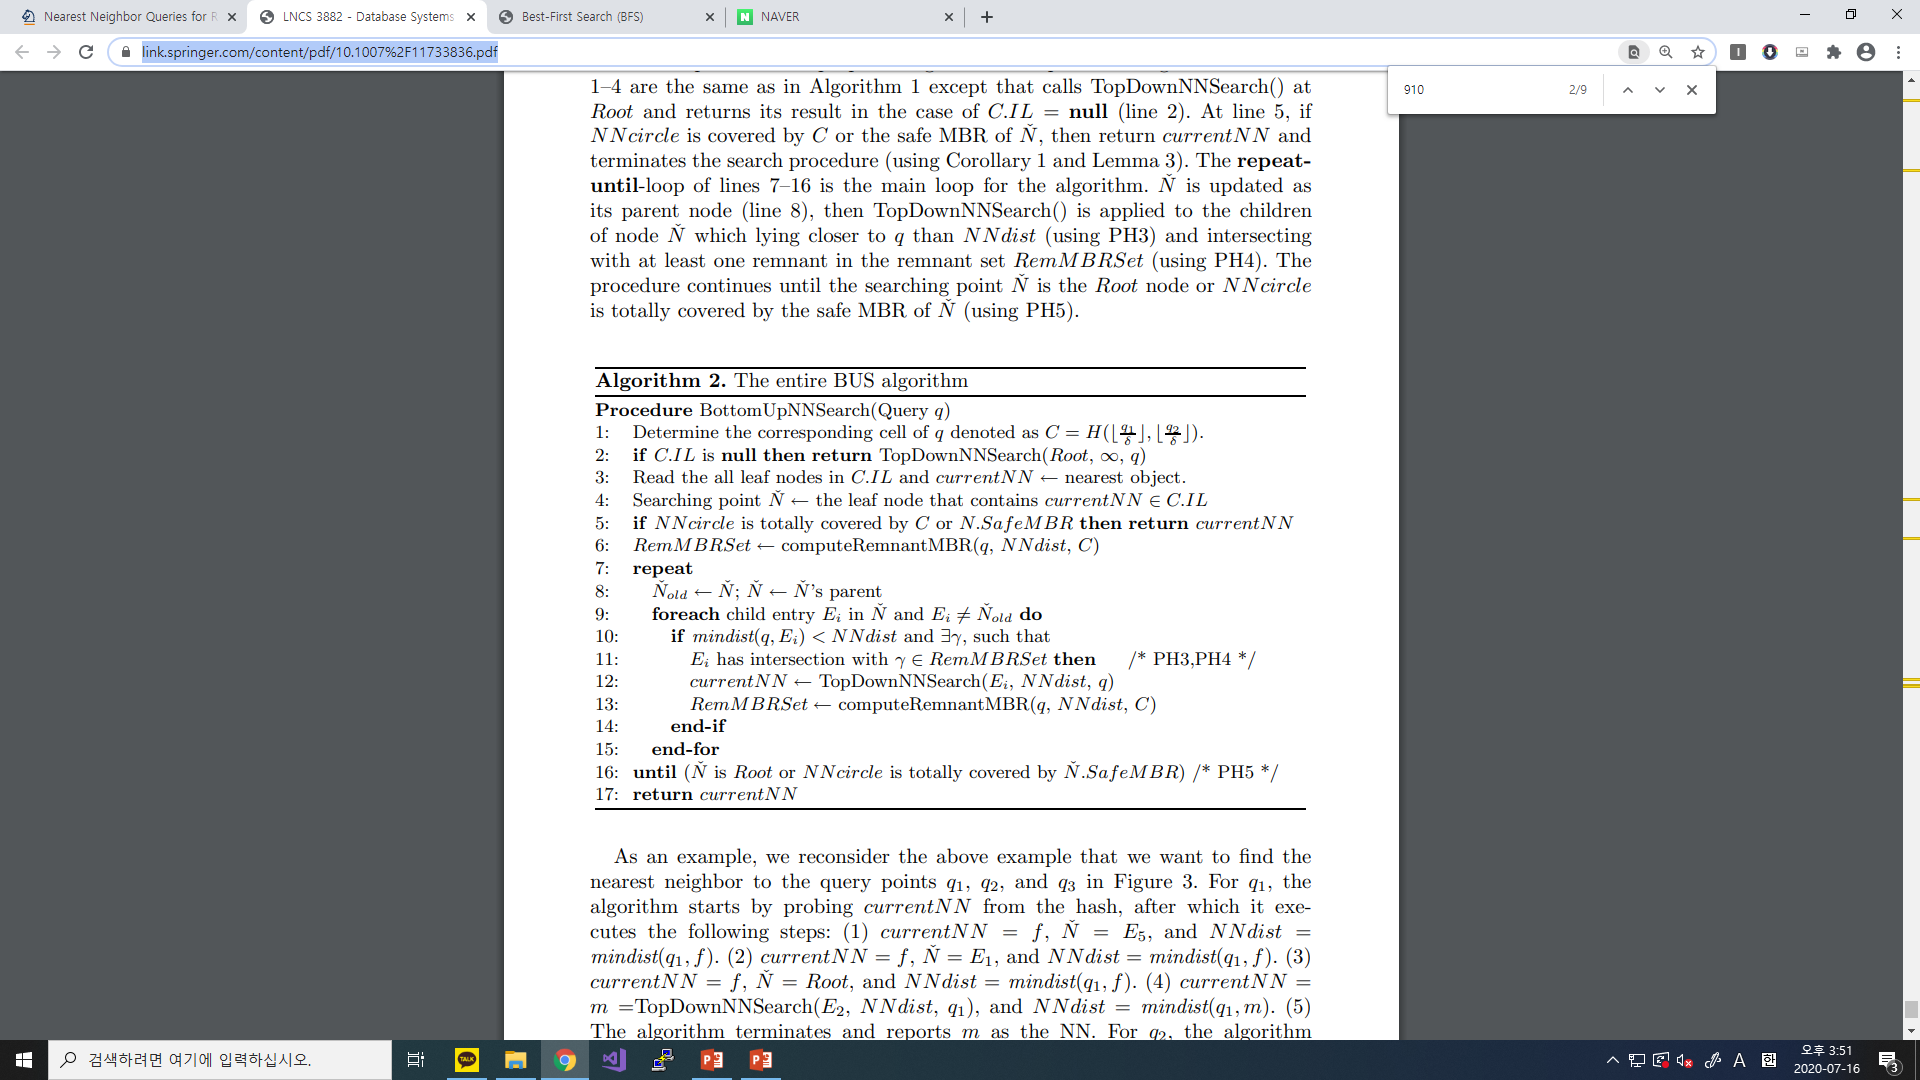 Nearest Neighbor Queries for R
LNCS 3882 - Database Systems
Best-First Search (BFS)
NAVER
link.springer.com/content/pdf/10.1007%2F11733836.pdf
910
2/9
1–4 are the same as in Algorithm 1 except that calls TopDownNNSearch() at
Root and returns its result in the case of C.IL = null (line 2). At line 5, if
NNcircle is covered by C or the safe MBR of Ň, then return currentNN and
terminates the search procedure (using Corollary 1 and Lemma 3). The repeat-
until-loop of lines 7–16 is the main loop for the algorithm. Ň is updated as
its parent node (line 8), then TopDownNNSearch() is applied to the children
of node Ň which lying closer to q than NNdist (using PH3) and intersecting
with at least one remnant in the remnant set RemMBRSet (using PH4). The
procedure continues until the searching point Ň is the Root node or NNcircle
is totally covered by the safe MBR of Ň (using PH5).
Algorithm 2. The entire BUS algorithm
Procedure BottomUpNNSearch(Query q)
1: Determine the corresponding cell of q denoted as C = H(⌊q₁/δ⌋, ⌊q₂/δ⌋).
2: if C.IL is null then return TopDownNNSearch(Root, ∞, q)
3: Read the all leaf nodes in C.IL and currentNN ← nearest object.
4: Searching point Ň ← the leaf node that contains currentNN ∈ C.IL
5: if NNcircle is totally covered by C or N.SafeMBR then return currentNN
6: RemMBRSet ← computeRemnantMBR(q, NNdist, C)
7: repeat
8: Ň_old ← Ň; Ň ← Ň's parent
9: foreach child entry E_i in Ň and E_i ≠ Ň_old do
10: if mindist(q, E_i) < NNdist and ∃γ, such that
11: E_i has intersection with γ ∈ RemMBRSet then /* PH3,PH4 */
12: currentNN ← TopDownNNSearch(E_i, NNdist, q)
13: RemMBRSet ← computeRemnantMBR(q, NNdist, C)
14: end-if
15: end-for
16: until (Ň is Root or NNcircle is totally covered by Ň.SafeMBR) /* PH5 */
17: return currentNN
As an example, we reconsider the above example that we want to find the
nearest neighbor to the query points q₁, q₂, and q₃ in Figure 3. For q₁, the
algorithm starts by probing currentNN from the hash, after which it exe-
cutes the following steps: (1) currentNN = f, Ň = E₅, and NNdist =
mindist(q₁, f). (2) currentNN = f, Ň = E₁, and NNdist = mindist(q₁, f). (3)
currentNN = f, Ň = Root, and NNdist = mindist(q₁, f). (4) currentNN =
m =TopDownNNSearch(E₂, NNdist, q₁), and NNdist = mindist(q₁, m). (5)
The algorithm terminates and reports m as the NN. For q₂, the algorithm
검색하려면 여기에 입력하십시오.
TALK
A
한
오후 3:51
2020-07-16
3